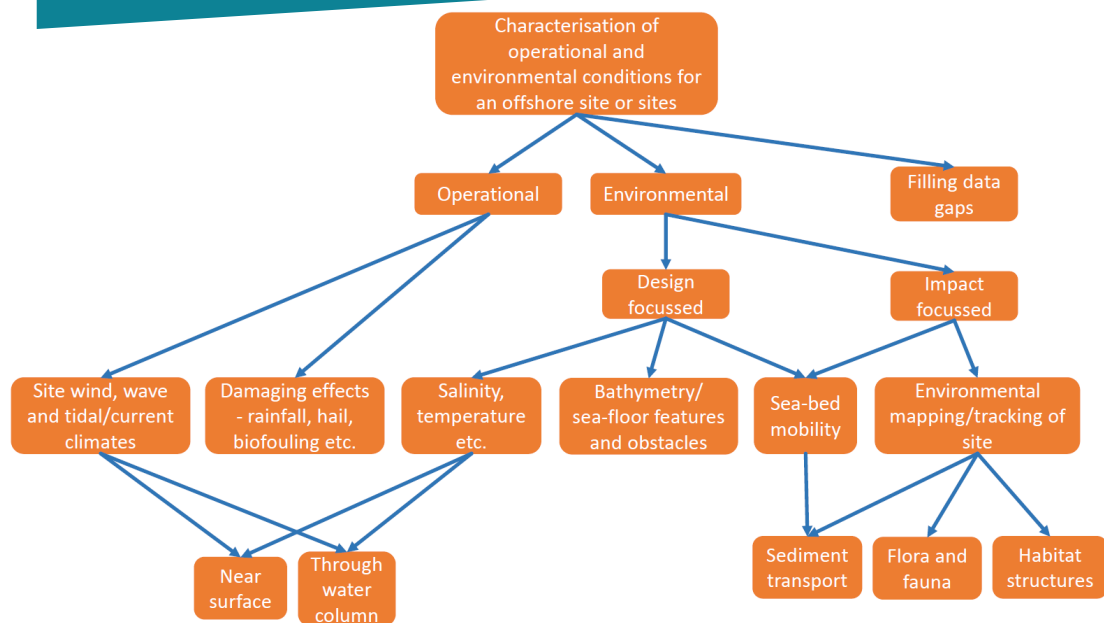 Characterisation of
operational and
environmental conditions for
an offshore site or sites
Operational
Environmental
Filling data
gaps
Design
focussed
Impact
focussed
Site wind, wave
and tidal/current
climates
Damaging effects
- rainfall, hail,
biofouling etc.
Salinity,
temperature
etc.
Bathymetry/
sea-floor features
and obstacles
Sea-bed
mobility
Environmental
mapping/tracking of
site
Near
surface
Through
water
column
Sediment
transport
Flora and
fauna
Habitat
structures